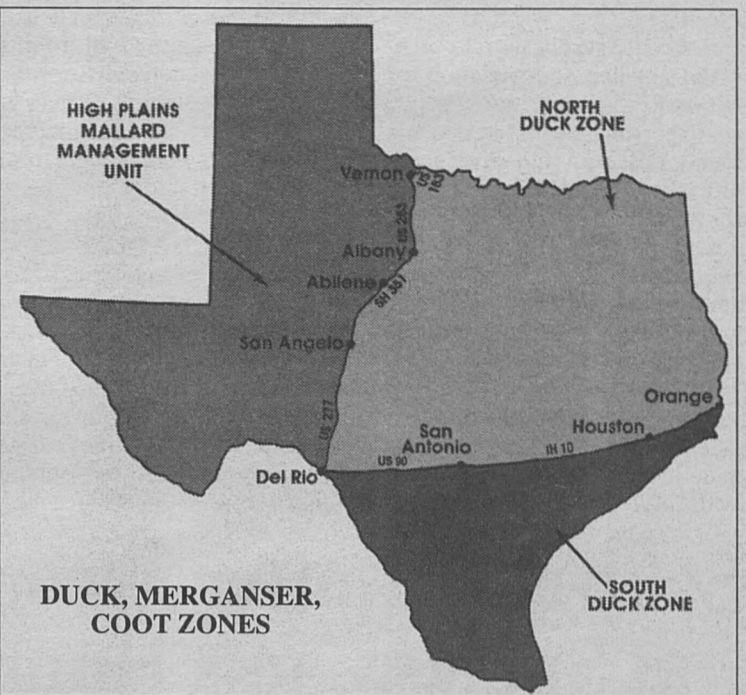 HIGH PLAINS
MALLARD
MANAGEMENT
UNIT
NORTH
DUCK ZONE
Vernon
US 183
US 283
Albany
Abilene
SH 351
San Angelo
US 277
Orange
Houston
San
Antonio
IH 10
US 90
Del Rio
DUCK, MERGANSER,
COOT ZONES
SOUTH
DUCK ZONE